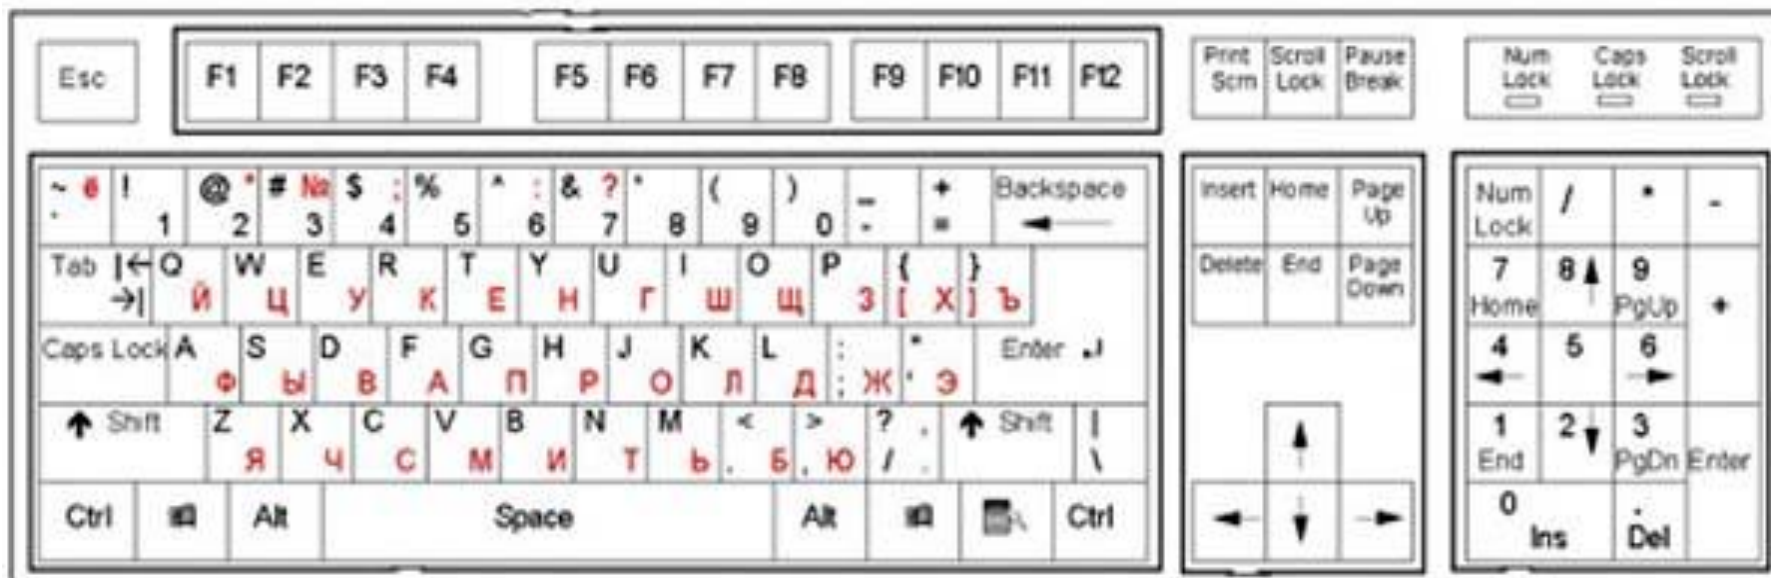 Esc F1 F2 F3 F4 F5 F6 F7 F8 F9 F10 F11 F12
Print Scrn Scroll Lock Pause Break
Num Lock Caps Lock Scroll Lock
~ ё ` ! 1 @ " 2 # № 3 $ ; 4 % 5 ^ : 6 & ? 7 * 8 ( 9 ) 0 _ - + = Backspace
Insert Home Page Up
Num Lock / * -
Tab Q Й W Ц E У R К T Е Y Н U Г I Ш O Щ P З { [ Х } ] Ъ
Delete End Page Down
7 Home 8 9 PgUp +
Caps Lock A Ф S Ы D В F А G П H Р J О K Л L Д : ; Ж " ' Э Enter
4 5 6
Shift Z Я X Ч C С V М B И N Т M Ь < , Б > . Ю ? / , . Shift | \
1 End 2 3 PgDn Enter
Ctrl Alt Space Alt Ctrl
0 Ins . Del